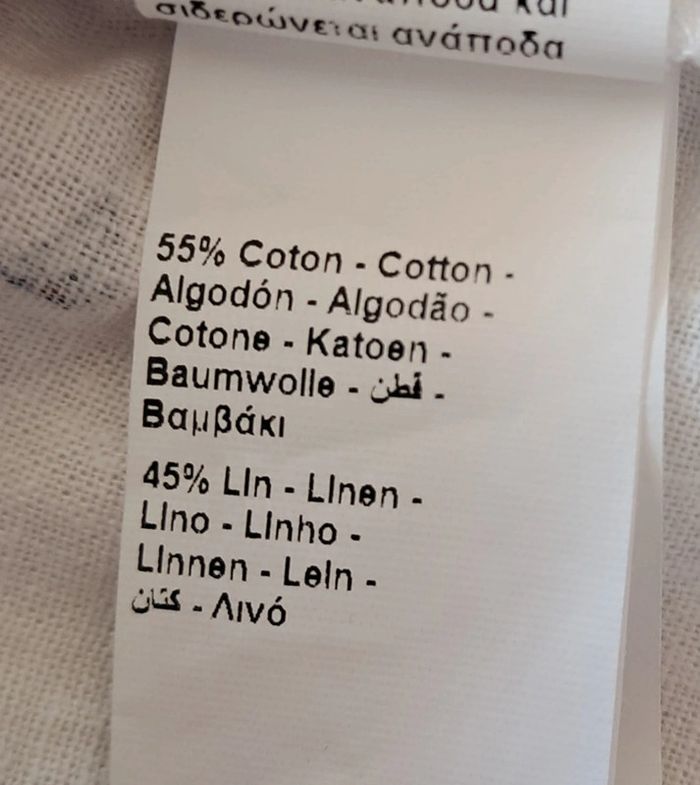 και
σιδερώνεται ανάποδα
55% Coton - Cotton -
Algodón - Algodão -
Cotone - Katoen -
Baumwolle - قطن -
Βαμβάκι
45% Lin - Linen -
Lino - Linho -
Linnen - Lein -
كتان - Λινό